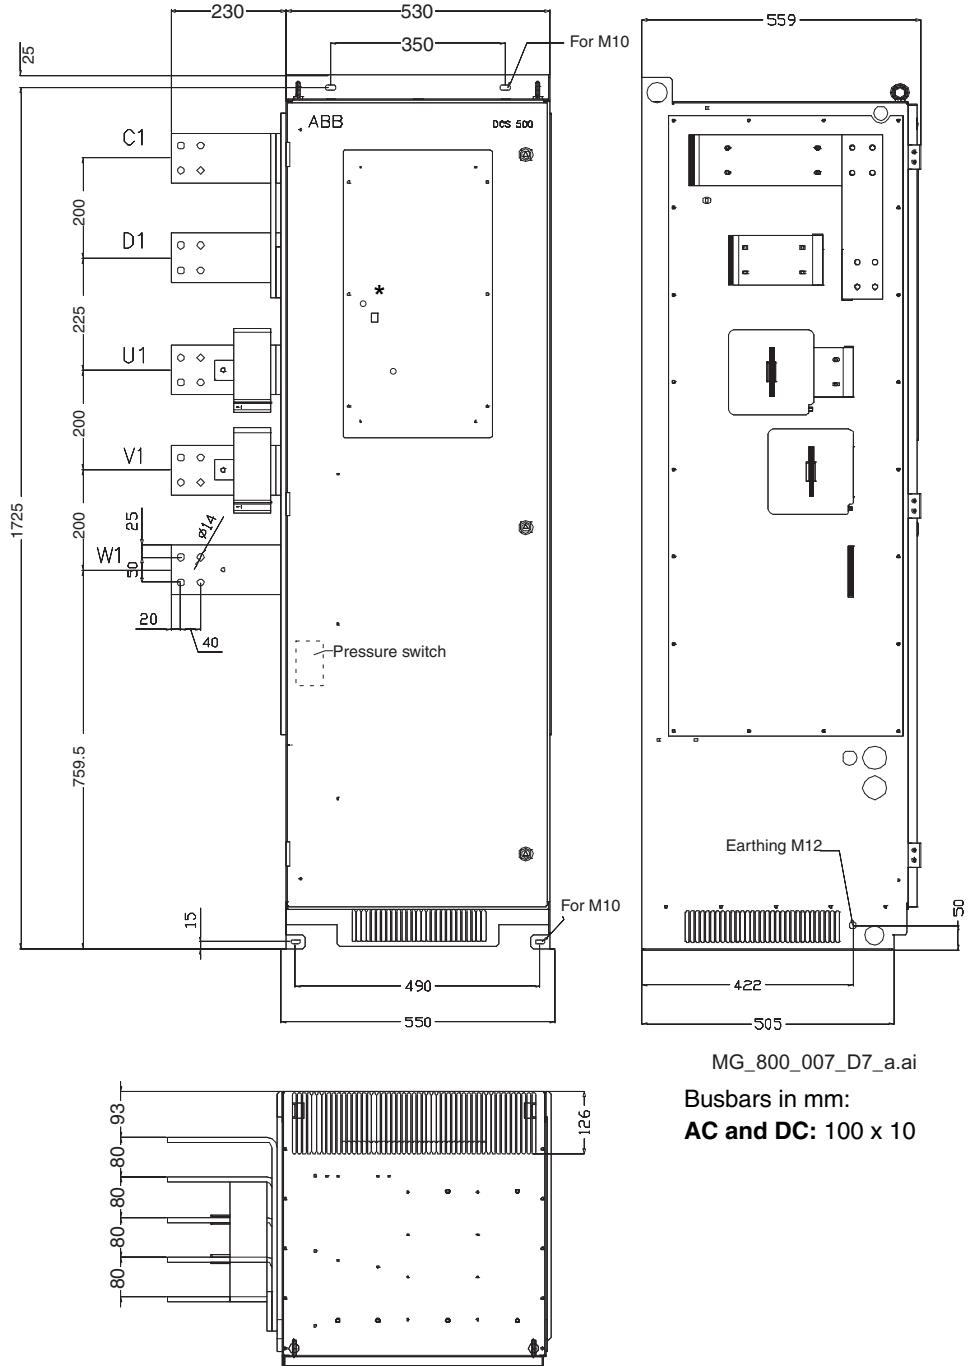 230
530
559
350
For M10
25
ABB
DCS 500
C1
200
D1
*
225
U1
200
V1
1725
200
25
ø14
W1
50
20
40
Pressure switch
759.5
Earthing M12
For M10
15
50
490
422
550
505
MG_800_007_D7_a.ai
Busbars in mm:
AC and DC: 100 x 10
93
126
80
80
80
80